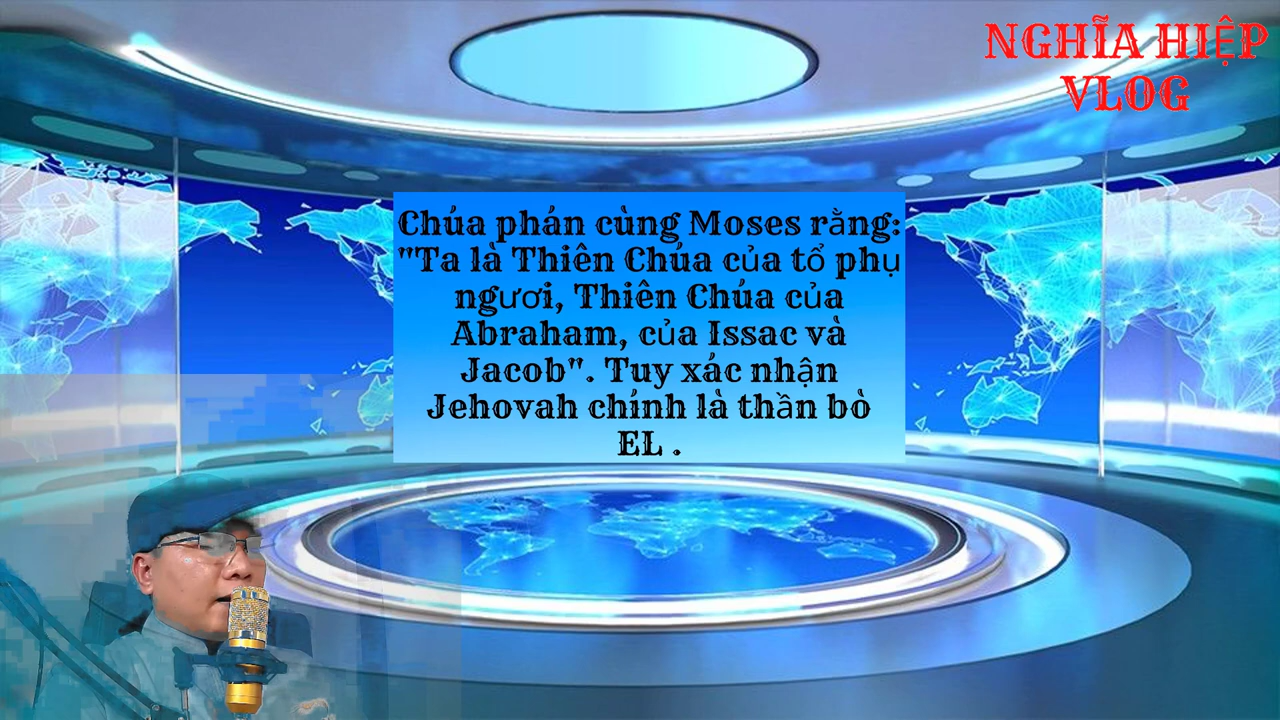 NGHĨA HIỆP
VLOG
Chúa phán cùng Moses rằng:
"Ta là Thiên Chúa của tổ phụ
ngươi, Thiên Chúa của
Abraham, của Issac và
Jacob". Tuy xác nhận
Jehovah chính là thần bò
EL .